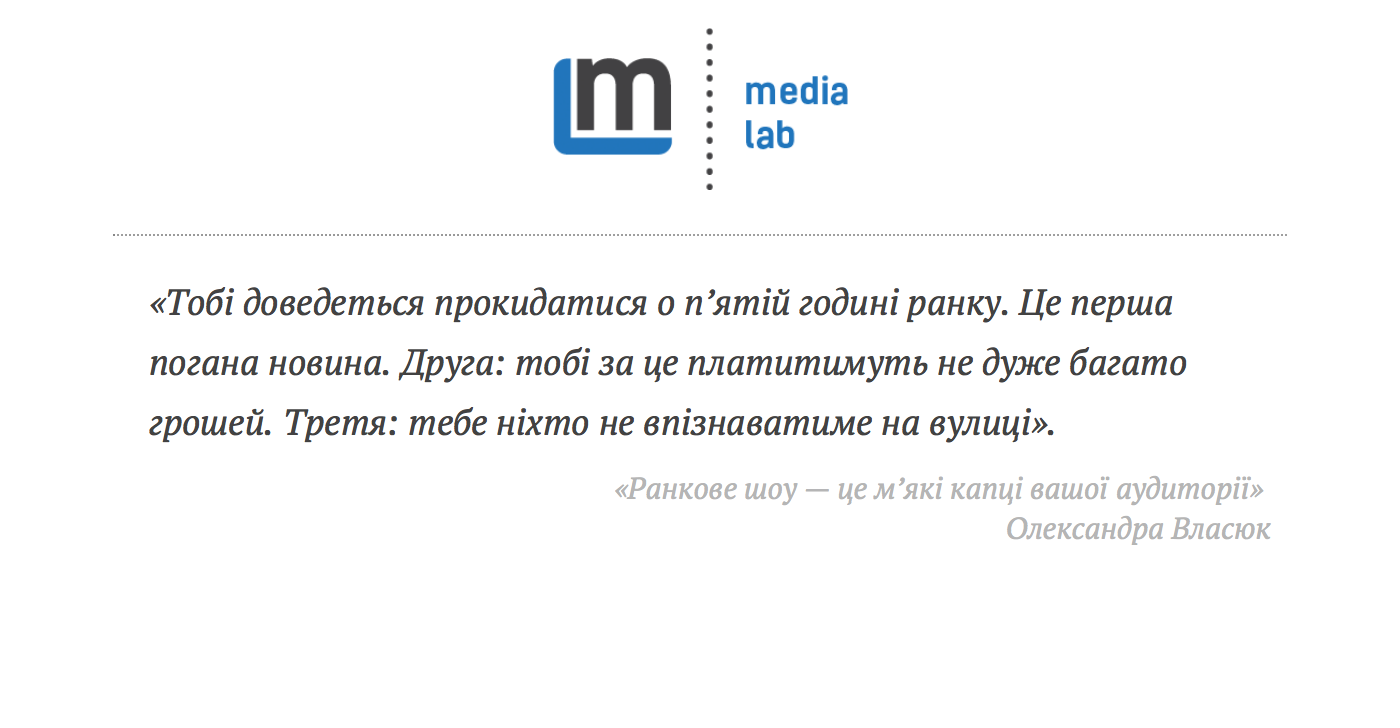 m
media
lab
«Тобі доведеться прокидатися о п’ятій годині ранку. Це перша
погана новина. Друга: тобі за це платитимуть не дуже багато
грошей. Третя: тебе ніхто не впізнаватиме на вулиці».
«Ранкове шоу — це м’які капці вашої аудиторії»
Олександра Власюк